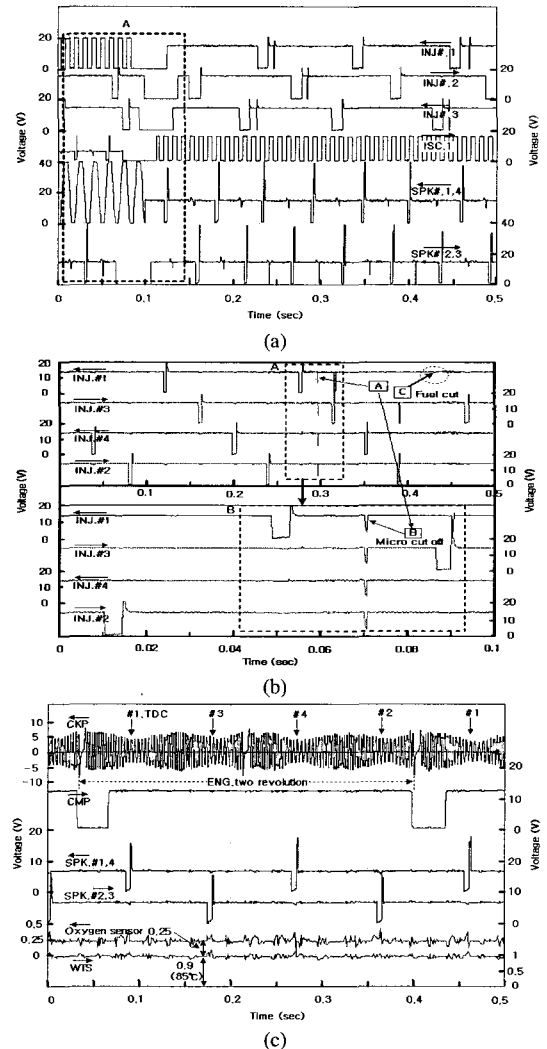 A
20
0
20
0
20
0
40
20
0
Voltage (V)
INJ#,1
INJ#,2
INJ#,3
ISC,1
SPK#,1,4
SPK#,2,3
20
0
20
0
20
0
40
20
0
Voltage (V)
0
0.1
0.2
0.3
0.4
0.5
Time (sec)
(a)
20
10
0
20
10
0
Voltage (V)
INJ.#1
INJ.#3
INJ.#4
INJ.#2
A
A
C
Fuel cut
20
10
0
20
10
0
Voltage (V)
0.1
0.2
0.3
0.4
0.5
20
10
0
20
10
0
Voltage (V)
B
INJ.#1
INJ.#3
INJ.#4
INJ.#2
B
Micro cut off
20
10
0
20
10
0
Voltage (V)
0
0.02
0.04
0.06
0.08
0.1
Time (sec)
(b)
#1,TDC
#3
#4
#2
#1
10
5
0
-5
-10
20
10
0
0.5
0.25
0
Voltage (V)
CKP
ENG,two revolution
CMP
SPK,#1,4
SPK,#2,3
Oxygen sensor 0,25
WTS
0.9
(85℃)
20
10
0
20
10
0
1
0.5
0
Voltage (V)
0
0.1
0.2
0.3
0.4
0.5
Time (sec)
(c)